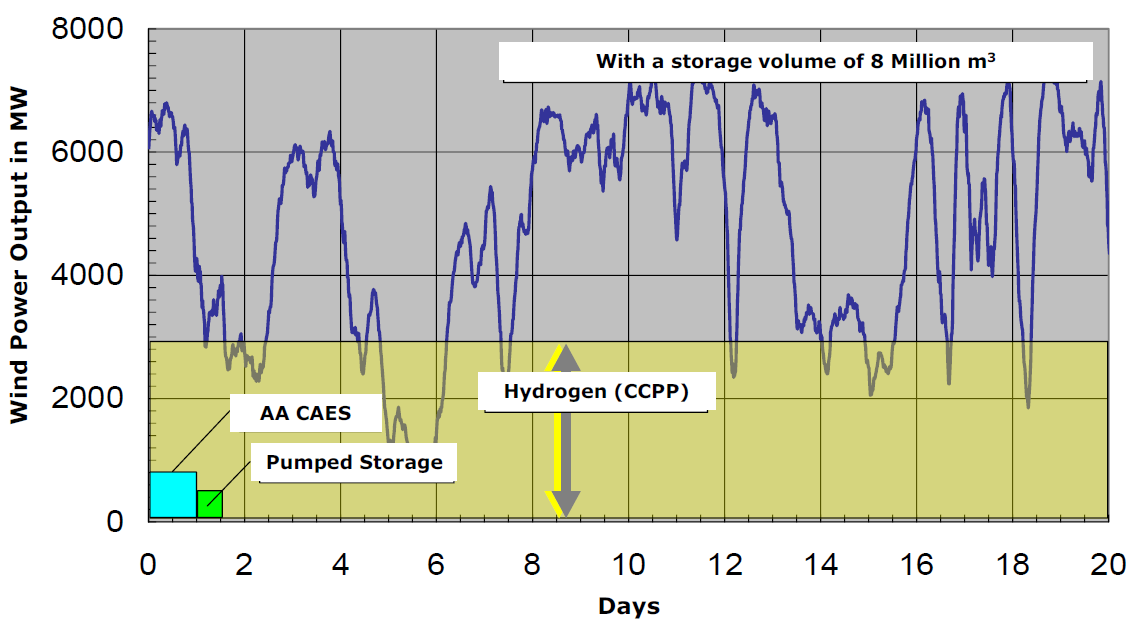 8000
With a storage volume of 8 Million m³
6000
4000
2000
0
Wind Power Output in MW
Hydrogen (CCPP)
AA CAES
Pumped Storage
0 2 4 6 8 10 12 14 16 18 20
Days